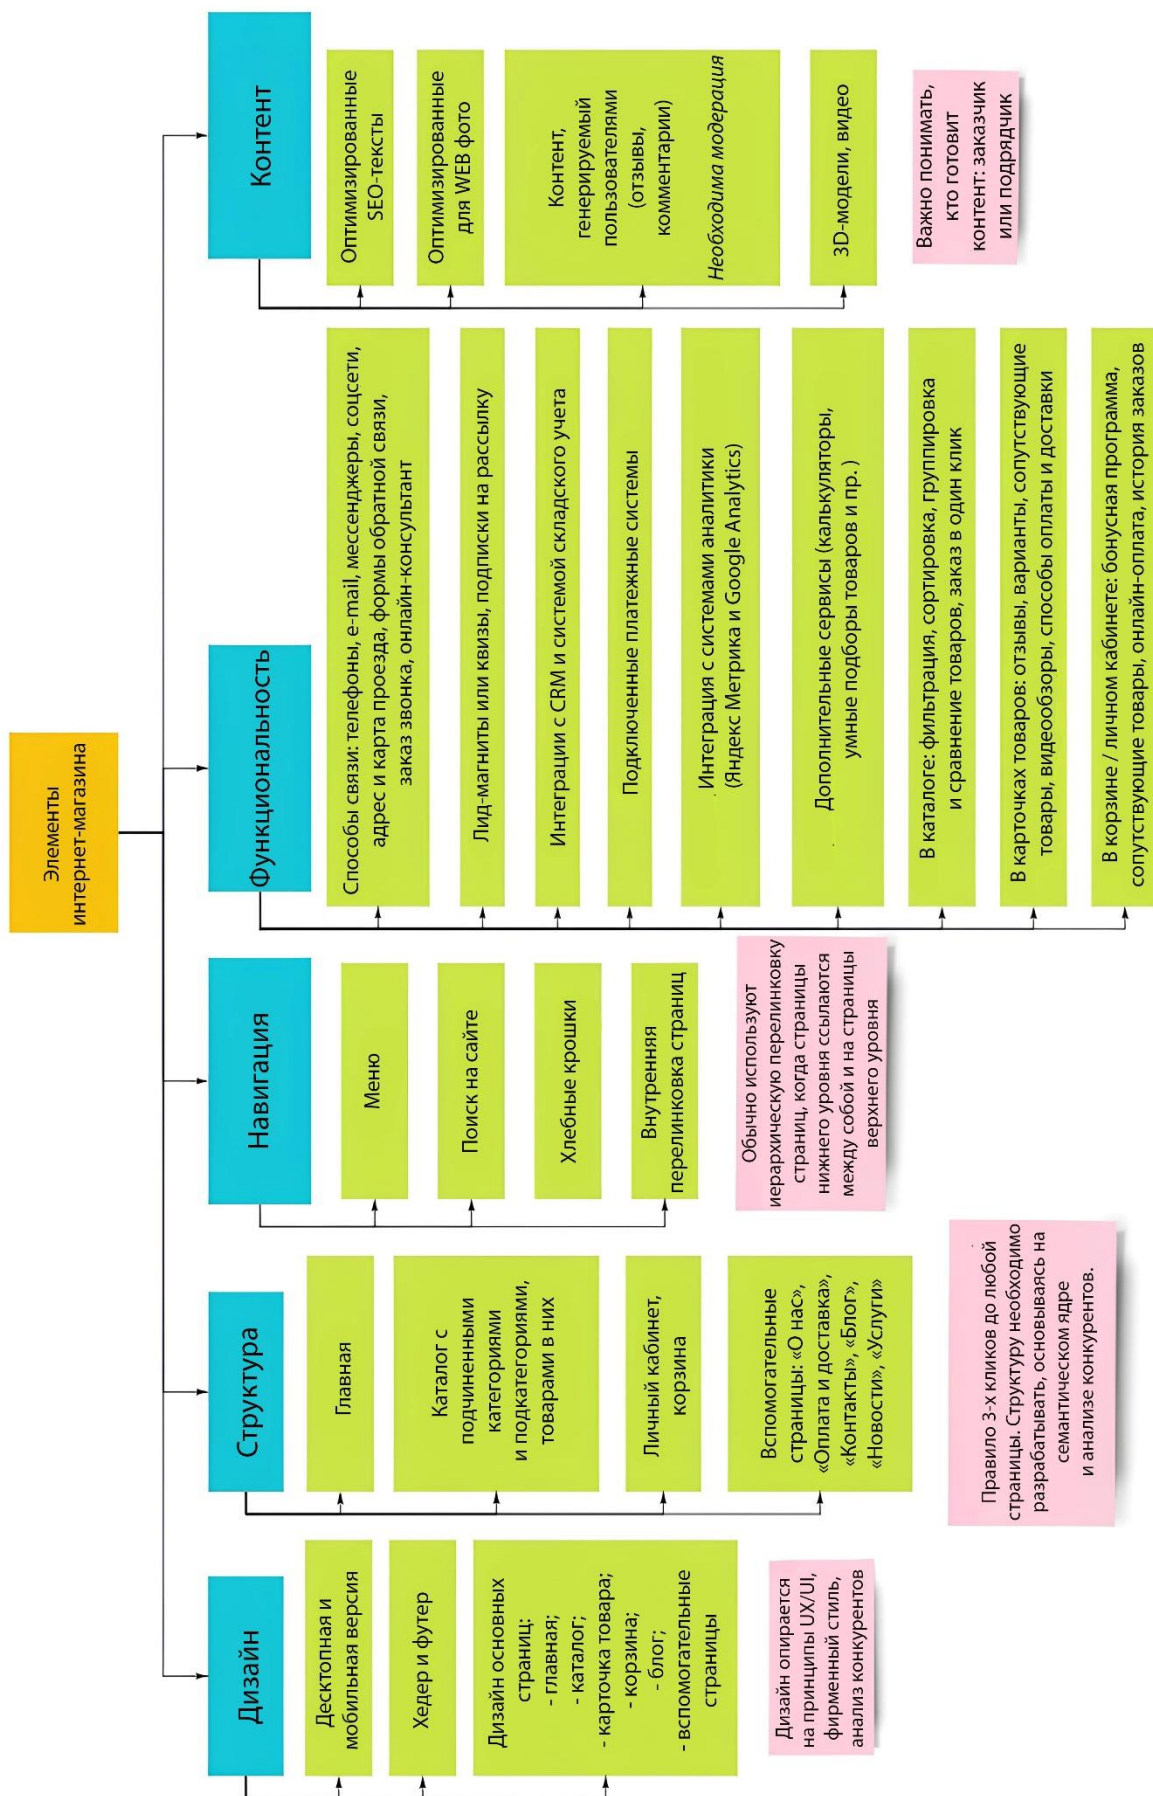 Элементы
интернет-магазина
Дизайн
Десктопная и
мобильная версия
Хедер и футер
Дизайн основных
страниц:
- главная;
- каталог;
- карточка товара;
- корзина;
- блог;
- вспомогательные
страницы
Дизайн опирается
на принципы UX/UI,
фирменный стиль,
анализ конкурентов
Структура
Главная
Каталог с
подчиненными
категориями
и подкатегориями,
товарами в них
Личный кабинет,
корзина
Вспомогательные
страницы: «О нас»,
«Оплата и доставка»,
«Контакты», «Блог»,
«Новости», «Услуги»
Правило 3-х кликов до любой
страницы. Структуру необходимо
разрабатывать, основываясь на
семантическом ядре
и анализе конкурентов.
Навигация
Меню
Поиск на сайте
Хлебные крошки
Внутренняя
перелинковка страниц
Обычно используют
иерархическую перелинковку
страниц, когда страницы
нижнего уровня ссылаются
между собой и на страницы
верхнего уровня
Функциональность
Способы связи: телефоны, e-mail, мессенджеры, соцсети,
адрес и карта проезда, формы обратной связи,
заказ звонка, онлайн-консультант
Лид-магниты или квизы, подписки на рассылку
Интеграции с CRM и системой складского учета
Подключенные платежные системы
Интеграция с системами аналитики
(Яндекс Метрика и Google Analytics)
Дополнительные сервисы (калькуляторы,
умные подборы товаров и пр. )
В каталоге: фильтрация, сортировка, группировка
и сравнение товаров, заказ в один клик
В карточках товаров: отзывы, варианты, сопутствующие
товары, видеообзоры, способы оплаты и доставки
В корзине / личном кабинете: бонусная программа,
сопутствующие товары, онлайн-оплата, история заказов
Контент
Оптимизированные
SEO-тексты
Оптимизированные
для WEB фото
Контент,
генерируемый
пользователями
(отзывы,
комментарии)
Необходима модерация
3D-модели, видео
Важно понимать,
кто готовит
контент: заказчик
или подрядчик